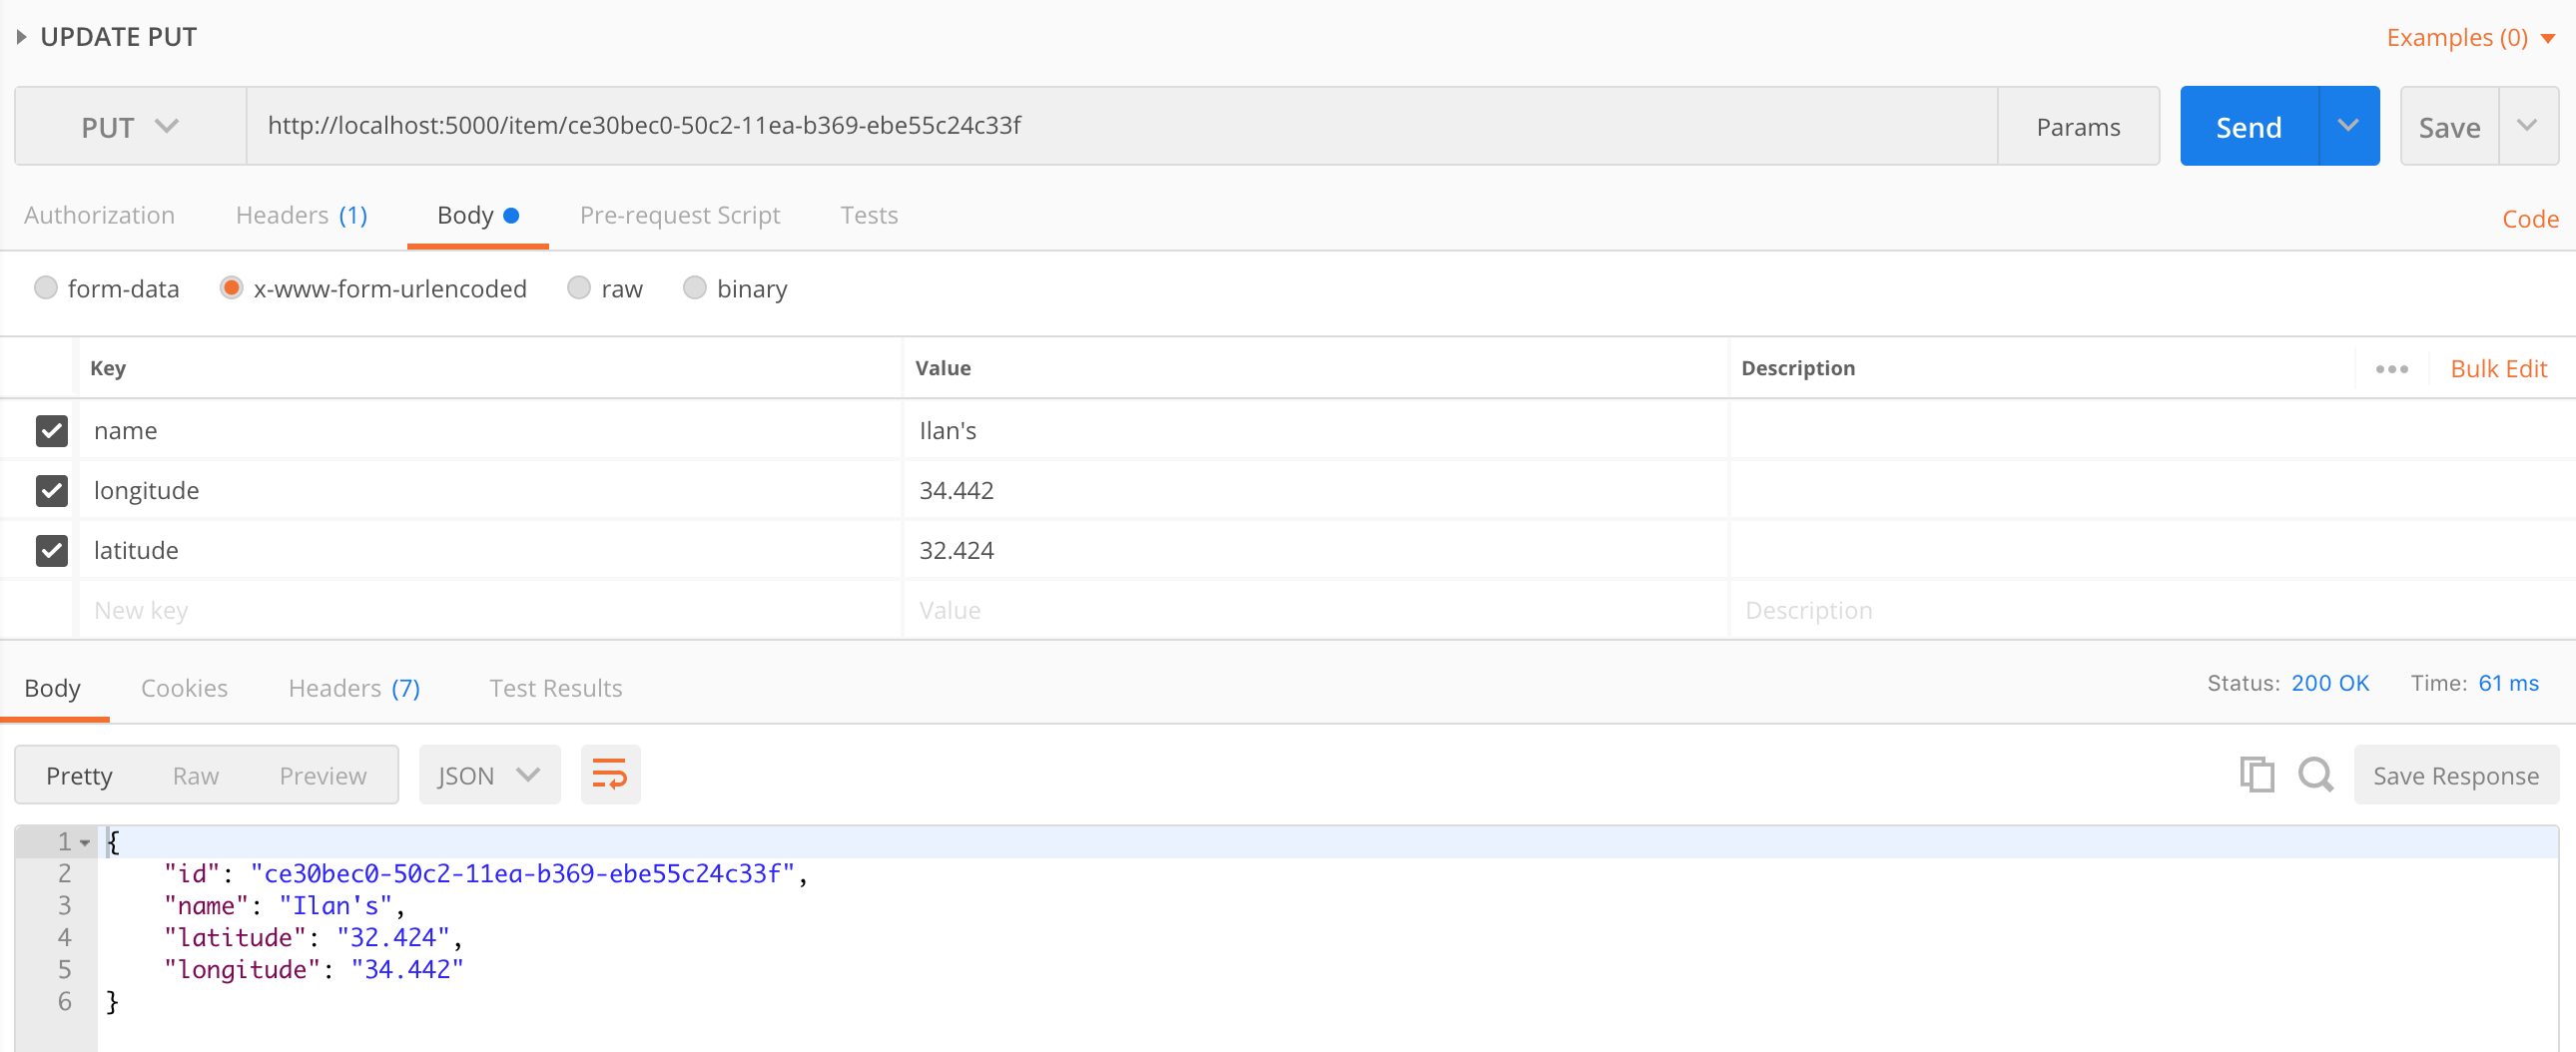 UPDATE PUT
Examples (0)
PUT http://localhost:5000/item/ce30bec0-50c2-11ea-b369-ebe55c24c33f Params Send Save
Authorization Headers (1) Body Pre-request Script Tests Code
form-data x-www-form-urlencoded raw binary
Key Value Description ••• Bulk Edit
name Ilan's
longitude 34.442
latitude 32.424
New key Value Description
Body Cookies Headers (7) Test Results Status: 200 OK Time: 61 ms
Pretty Raw Preview JSON Save Response
1 {
2 "id": "ce30bec0-50c2-11ea-b369-ebe55c24c33f",
3 "name": "Ilan's",
4 "latitude": "32.424",
5 "longitude": "34.442"
6 }